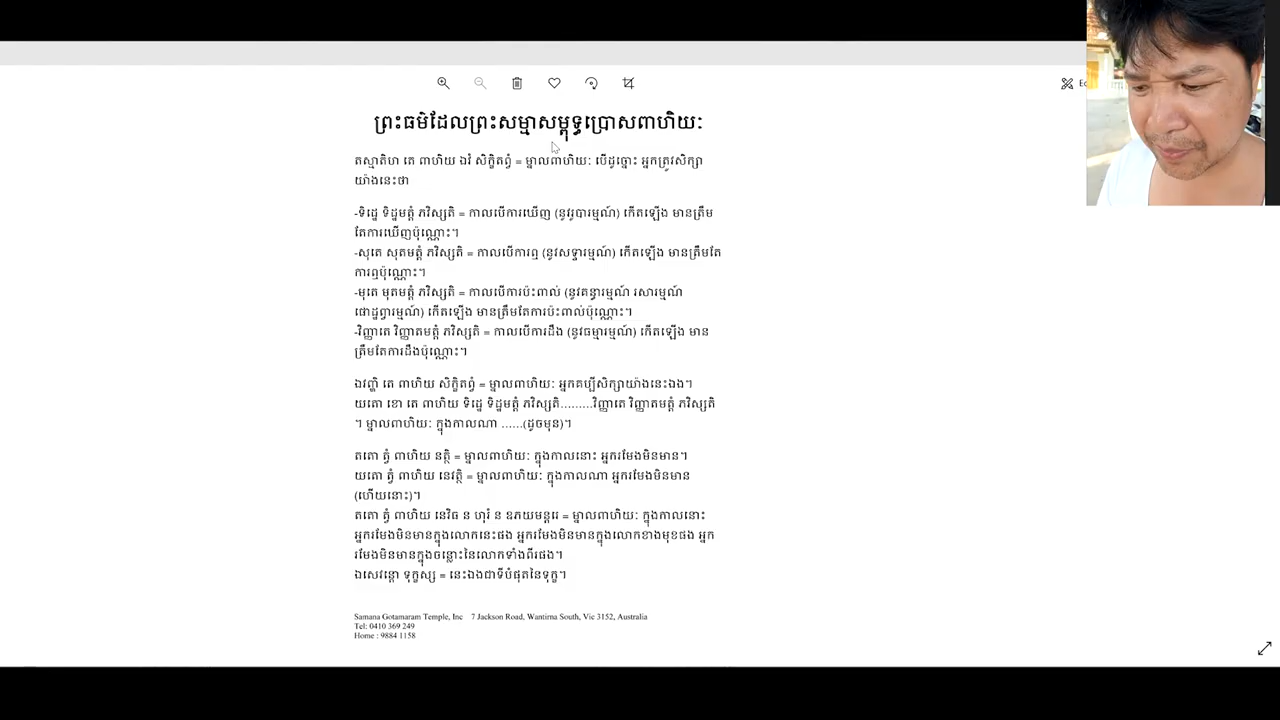 ព្រះធម៌ដែលព្រះសម្មាសម្ពុទ្ធប្រោសពាហិយៈ
តស្មាតិហ តេ ពាហិយ ឯវំ សិក្ខិតព្វំ = ម្នាលពាហិយៈ បើដូច្នោះ អ្នកត្រូវសិក្សា
យ៉ាងនេះថា
-ទិដ្ឋេ ទិដ្ឋមត្តំ ភវិស្សតិ = កាលបើការឃើញ (នូវរូបារម្មណ៍) កើតឡើង មានត្រឹម
តែការឃើញប៉ុណ្ណោះ។
-សុតេ សុតមត្តំ ភវិស្សតិ = កាលបើការឮ (នូវសទ្ទារម្មណ៍) កើតឡើង មានត្រឹមតែ
ការឮប៉ុណ្ណោះ។
-មុតេ មុតមត្តំ ភវិស្សតិ = កាលបើការប៉ះពាល់ (នូវគន្ធារម្មណ៍ រសារម្មណ៍
ផោដ្ឋព្វារម្មណ៍) កើតឡើង មានត្រឹមតែការប៉ះពាល់ប៉ុណ្ណោះ។
-វិញ្ញាតេ វិញ្ញាតមត្តំ ភវិស្សតិ = កាលបើការដឹង (នូវធម្មារម្មណ៍) កើតឡើង មាន
ត្រឹមតែការដឹងប៉ុណ្ណោះ។
ឯវញ្ហិ តេ ពាហិយ សិក្ខិតព្វំ = ម្នាលពាហិយៈ អ្នកគប្បីសិក្សាយ៉ាងនេះឯង។
យតោ ខោ តេ ពាហិយ ទិដ្ឋេ ទិដ្ឋមត្តំ ភវិស្សតិ.........វិញ្ញាតេ វិញ្ញាតមត្តំ ភវិស្សតិ
។ ម្នាលពាហិយៈ ក្នុងកាលណា ......(ដូចមុន)។
តតោ ត្វំ ពាហិយ នត្ថិ = ម្នាលពាហិយៈ ក្នុងកាលនោះ អ្នករមែងមិនមាន។
យតោ ត្វំ ពាហិយ នេវត្ថិ = ម្នាលពាហិយៈ ក្នុងកាលណា អ្នករមែងមិនមាន
(ហើយនោះ)។
តតោ ត្វំ ពាហិយ នេវិធ ន ហុរំ ន ឧភយមន្តរេ = ម្នាលពាហិយៈ ក្នុងកាលនោះ
អ្នករមែងមិនមានក្នុងលោកនេះផង អ្នករមែងមិនមានក្នុងលោកខាងមុខផង អ្នក
រមែងមិនមានក្នុងចន្លោះនៃលោកទាំងពីរផង។
ឯសេវន្តោ ទុក្ខស្ស = នេះឯងជាទីបំផុតនៃទុក្ខ។
Samana Gotamaram Temple, Inc 7 Jackson Road, Wantirna South, Vic 3152, Australia
Tel: 0410 369 249
Home : 9884 1158